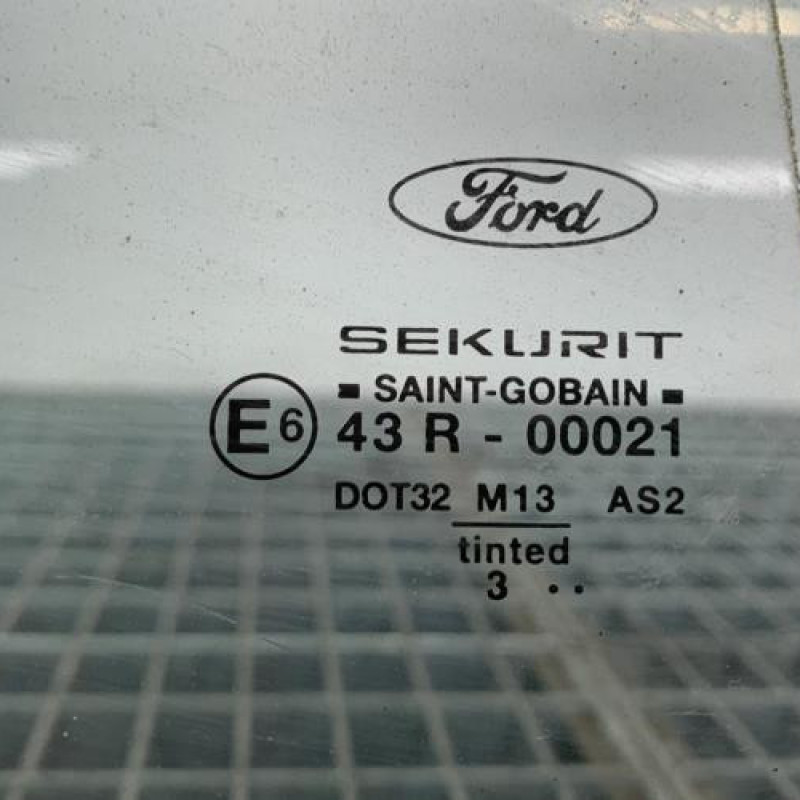 Ford
SEKURIT
SAINT-GOBAIN
E6 43 R - 00021
DOT32 M13 AS2
tinted
3 ..